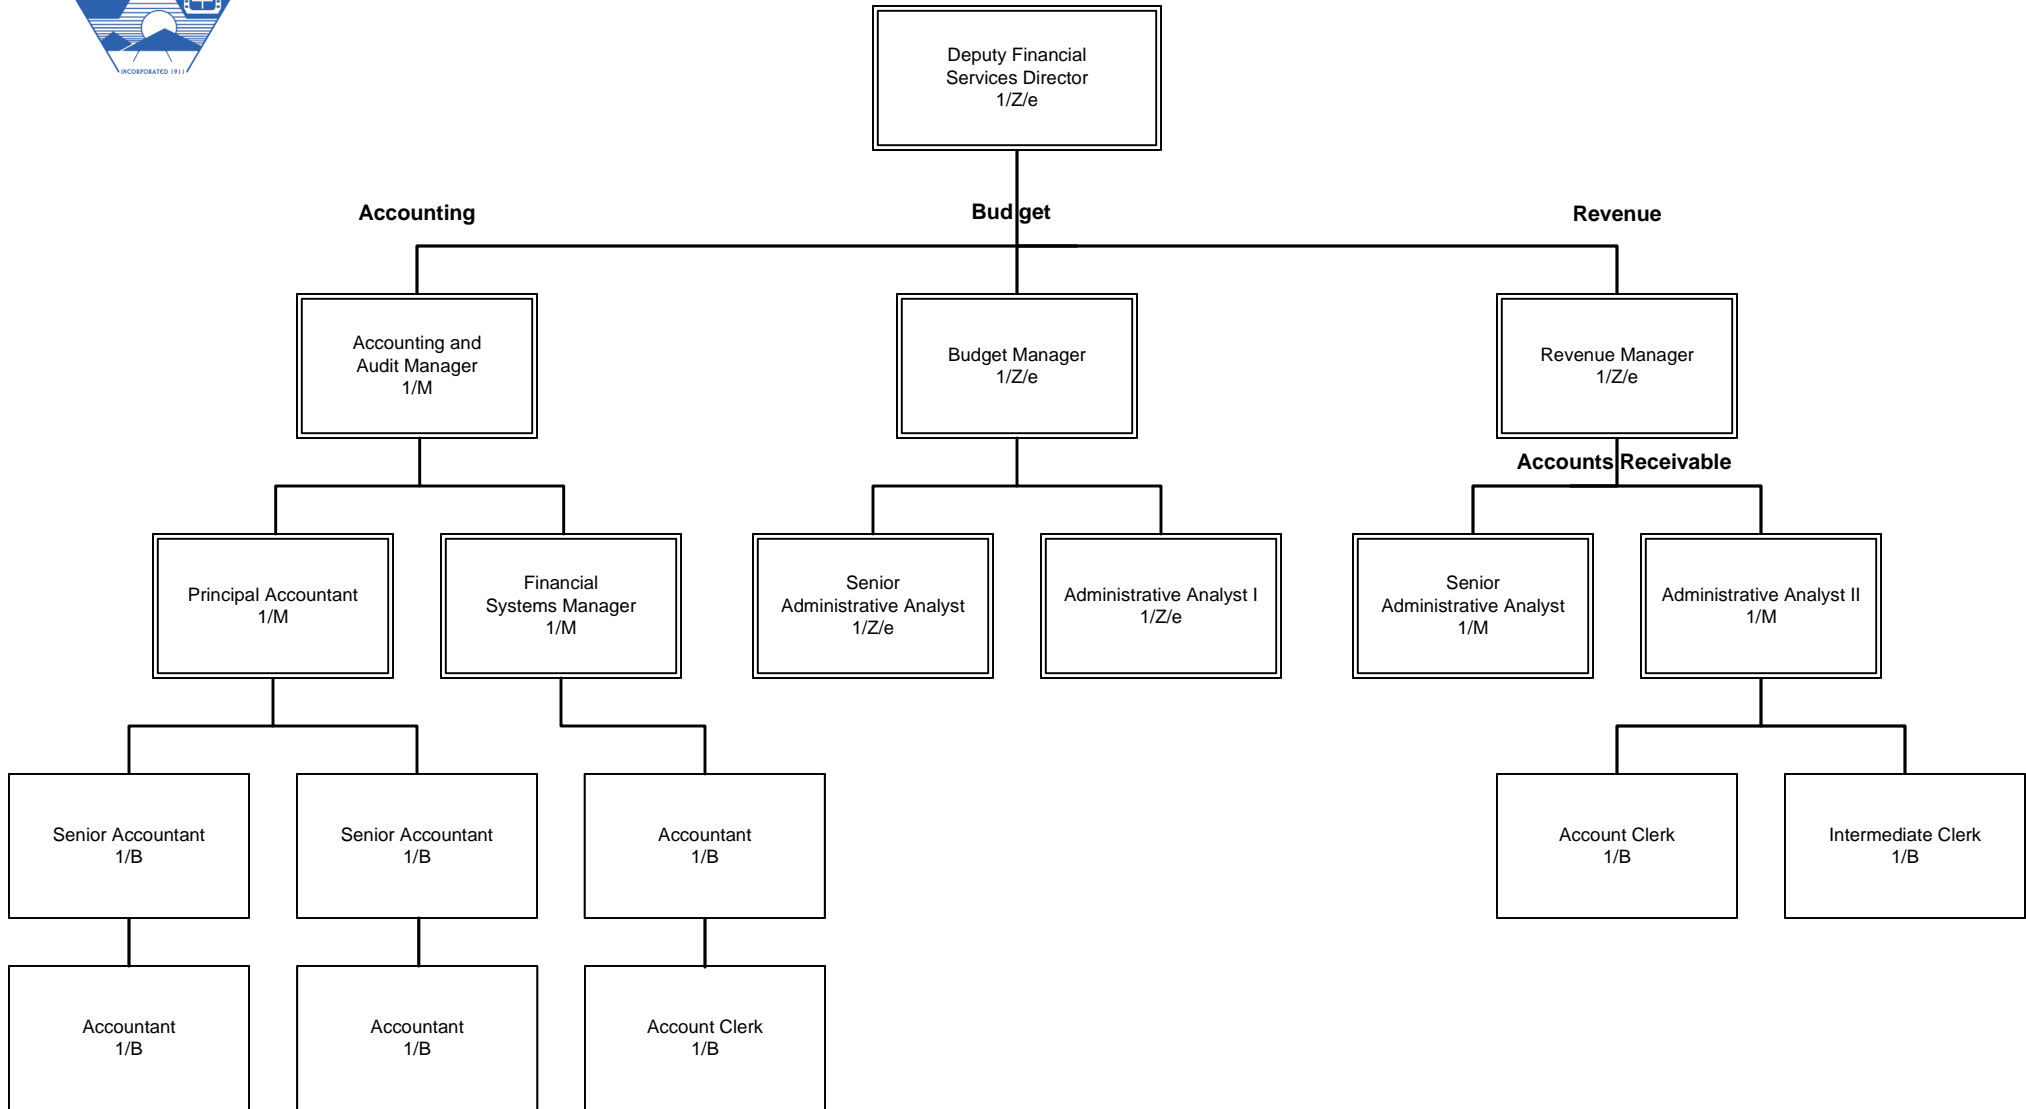 INCORPORATED 1911
Deputy Financial
Services Director
1/Z/e
Accounting
Budget
Revenue
Accounting and
Audit Manager
1/M
Budget Manager
1/Z/e
Revenue Manager
1/Z/e
Accounts Receivable
Principal Accountant
1/M
Financial
Systems Manager
1/M
Senior
Administrative Analyst
1/Z/e
Administrative Analyst I
1/Z/e
Senior
Administrative Analyst
1/M
Administrative Analyst II
1/M
Senior Accountant
1/B
Senior Accountant
1/B
Accountant
1/B
Account Clerk
1/B
Intermediate Clerk
1/B
Accountant
1/B
Accountant
1/B
Account Clerk
1/B